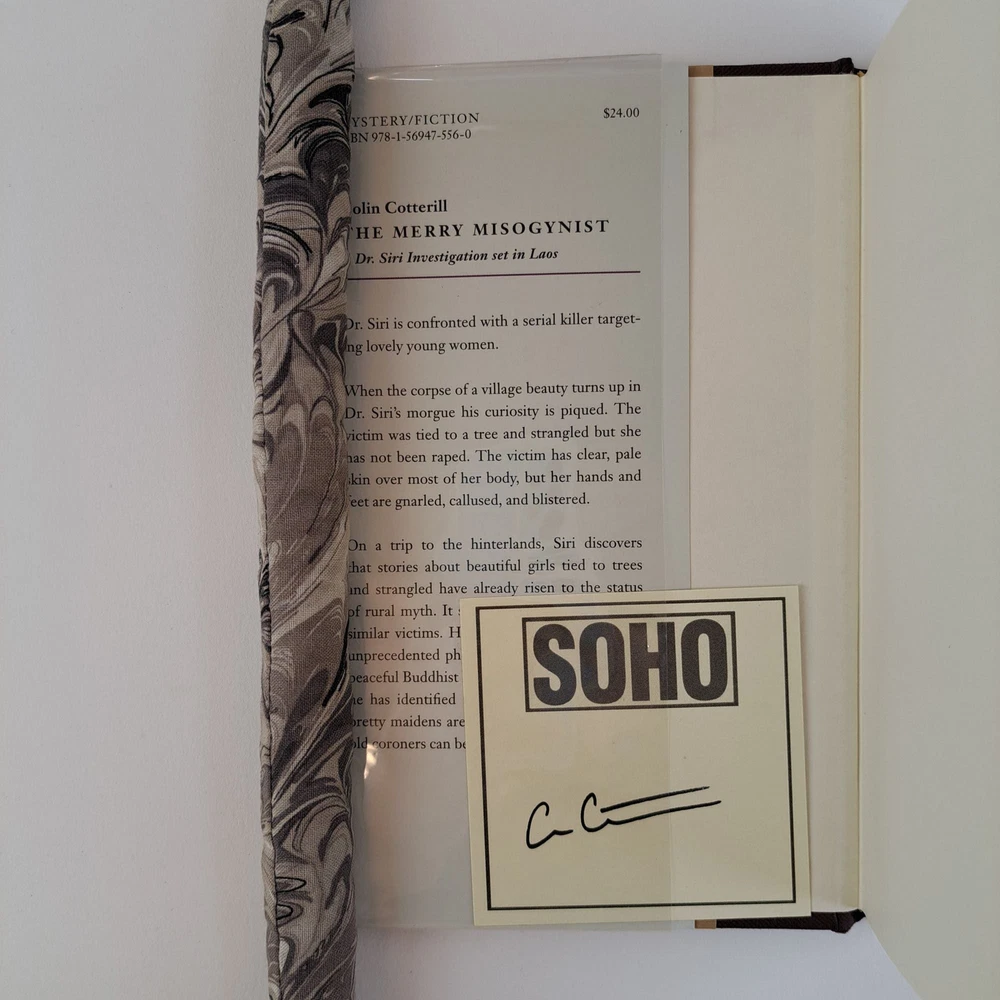 YSTERY/FICTION
BN 978-1-56947-556-0
$24.00
olin Cotterill
HE MERRY MISOGYNIST
Dr. Siri Investigation set in Laos
Dr. Siri is confronted with a serial killer target-
ng lovely young women.
When the corpse of a village beauty turns up in
Dr. Siri's morgue his curiosity is piqued. The
victim was tied to a tree and strangled but she
has not been raped. The victim has clear, pale
skin over most of her body, but her hands and
feet are gnarled, callused, and blistered.
On a trip to the hinterlands, Siri discovers
that stories about beautiful girls tied to trees
and strangled have already risen to the status
of rural myth. It
similar victims. H
unprecedented ph
peaceful Buddhist
he has identified
pretty maidens are
old coroners can be
SOHO